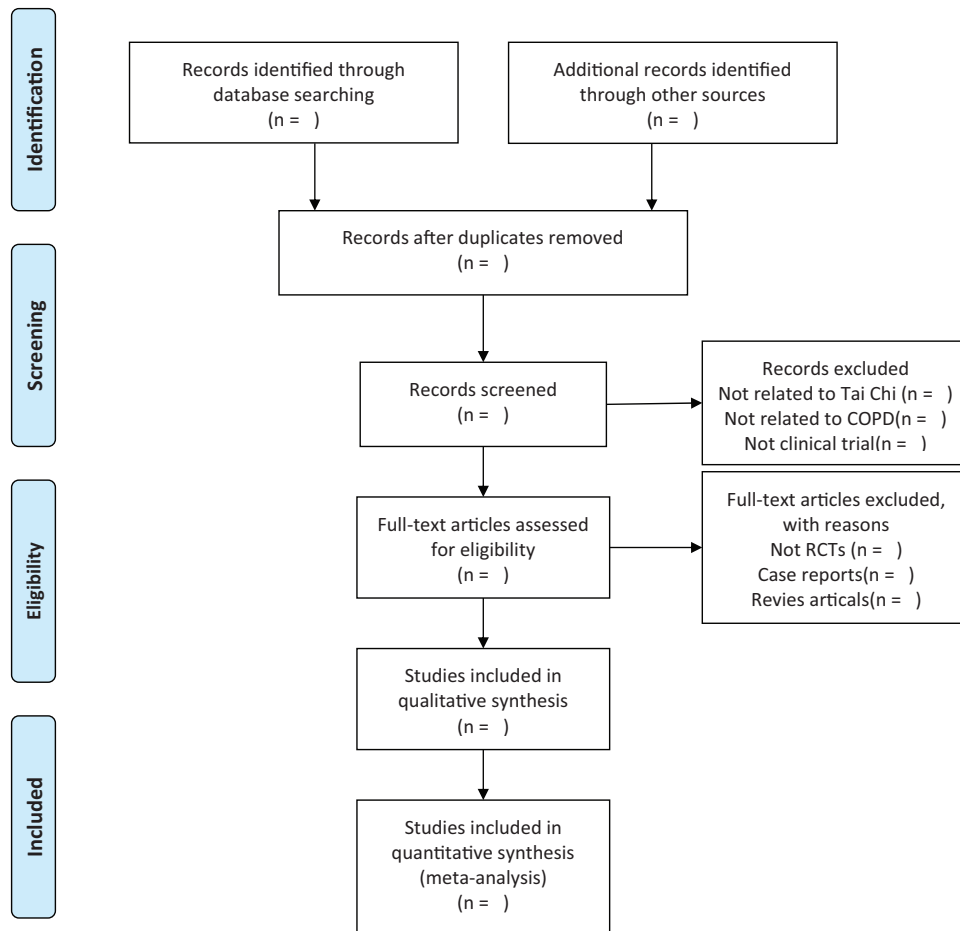 Identification
Records identified through
database searching
(n =   )
Additional records identified
through other sources
(n =   )
Records after duplicates removed
(n =   )
Screening
Records screened
(n =   )
Records excluded
Not related to Tai Chi (n =   )
Not related to COPD(n =   )
Not clinical trial(n =   )
Eligibility
Full-text articles assessed
for eligibility
(n =   )
Full-text articles excluded,
with reasons
Not RCTs (n =   )
Case reports(n =   )
Revies articals(n =   )
Studies included in
qualitative synthesis
(n =   )
Included
Studies included in
quantitative synthesis
(meta-analysis)
(n =   )